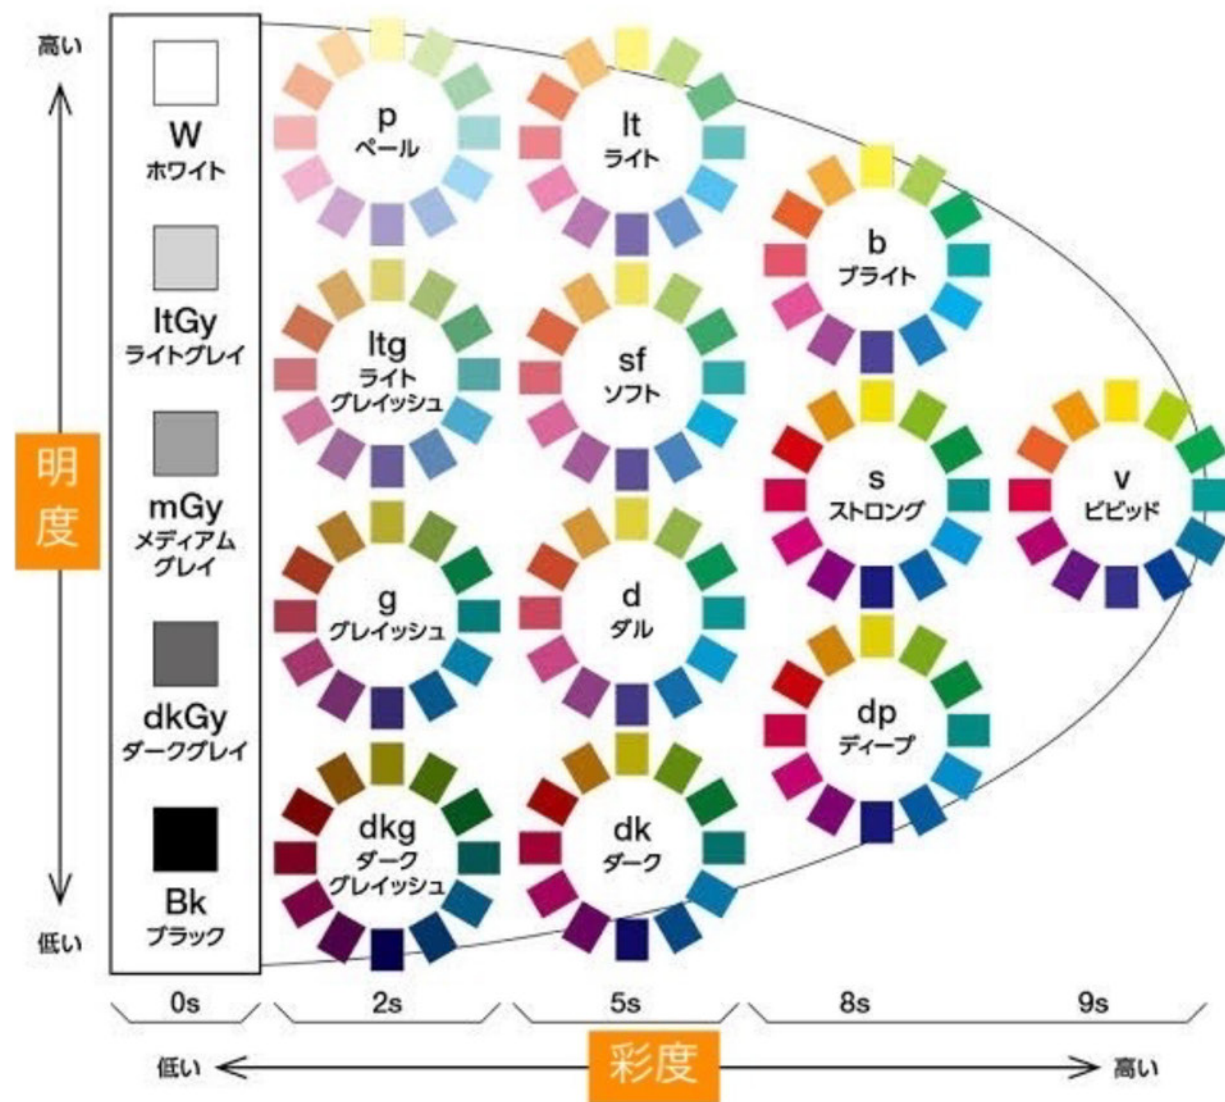 高い
明
度
低い
W
ホワイト
ltGy
ライトグレイ
mGy
メディアム
グレイ
dkGy
ダークグレイ
Bk
ブラック
p
ペール
lt
ライト
b
ブライト
ltg
ライト
グレイッシュ
sf
ソフト
s
ストロング
v
ビビッド
g
グレイッシュ
d
ダル
dp
ディープ
dkg
ダーク
グレイッシュ
dk
ダーク
0s
2s
5s
8s
9s
低い
彩度
高い